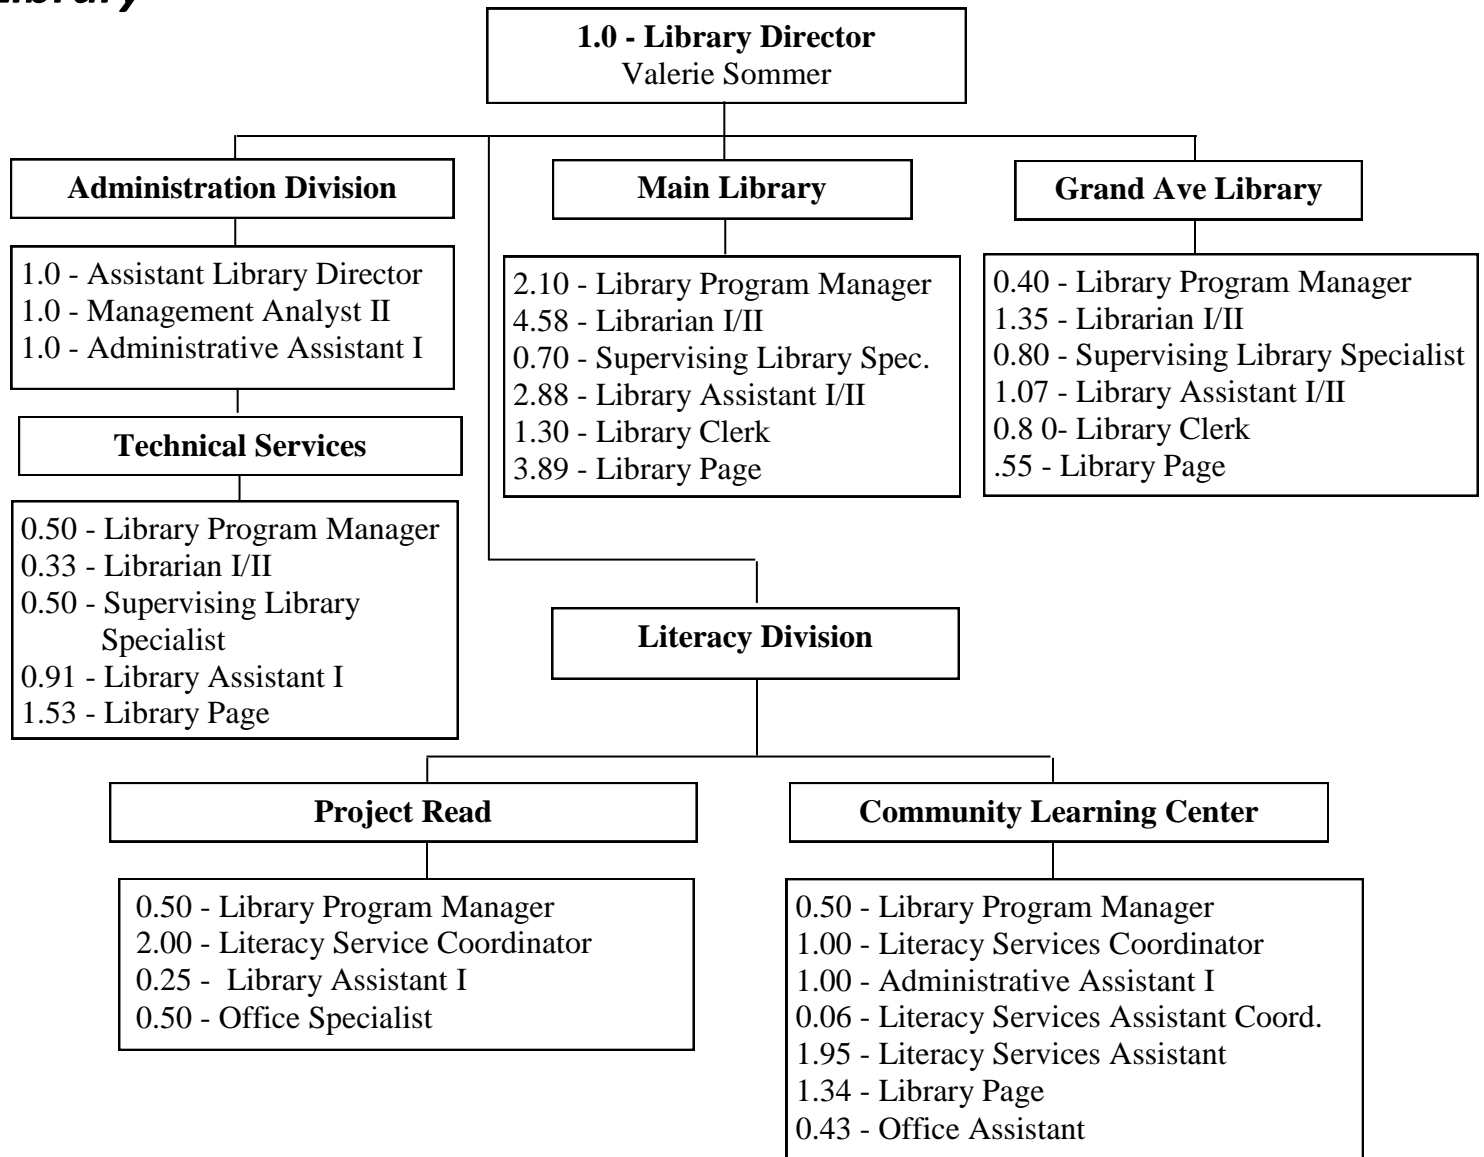 1.0 - Library Director
Valerie Sommer
Administration Division
Main Library
Grand Ave Library
1.0 - Assistant Library Director
1.0 - Management Analyst II
1.0 - Administrative Assistant I
2.10 - Library Program Manager
4.58 - Librarian I/II
0.70 - Supervising Library Spec.
2.88 - Library Assistant I/II
1.30 - Library Clerk
3.89 - Library Page
0.40 - Library Program Manager
1.35 - Librarian I/II
0.80 - Supervising Library Specialist
1.07 - Library Assistant I/II
0.8 0- Library Clerk
.55 - Library Page
Technical Services
0.50 - Library Program Manager
0.33 - Librarian I/II
0.50 - Supervising Library
Specialist
0.91 - Library Assistant I
1.53 - Library Page
Literacy Division
Project Read
Community Learning Center
0.50 - Library Program Manager
2.00 - Literacy Service Coordinator
0.25 -  Library Assistant I
0.50 - Office Specialist
0.50 - Library Program Manager
1.00 - Literacy Services Coordinator
1.00 - Administrative Assistant I
0.06 - Literacy Services Assistant Coord.
1.95 - Literacy Services Assistant
1.34 - Library Page
0.43 - Office Assistant